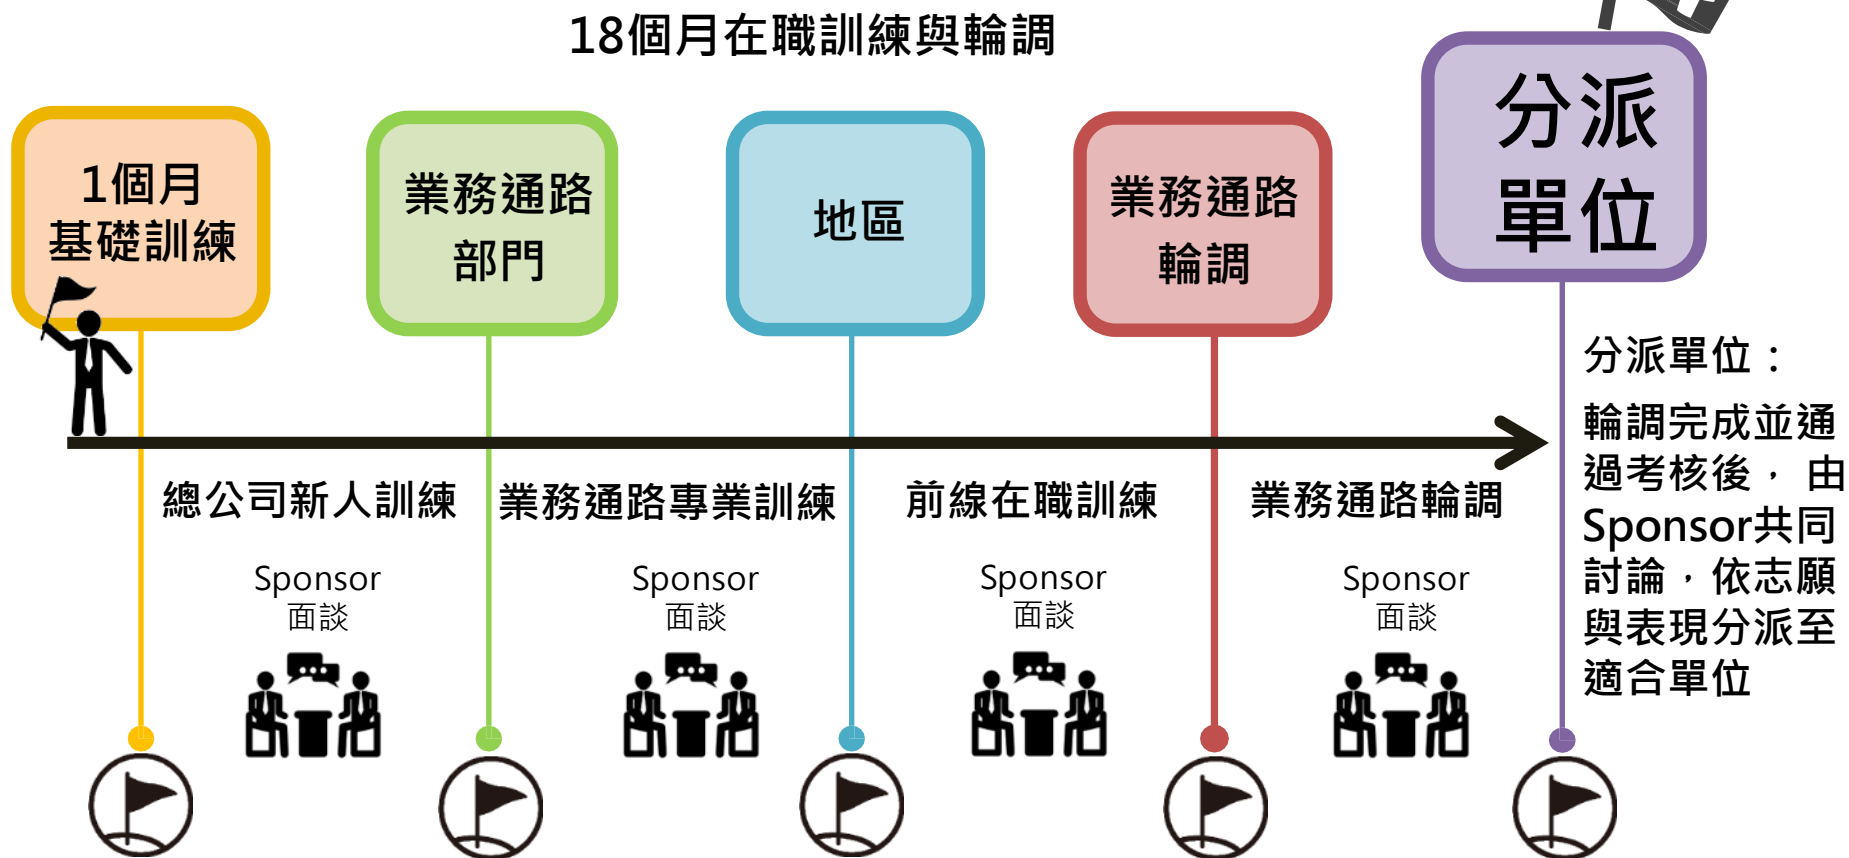 18個月在職訓練與輪調
1個月
基礎訓練
業務通路
部門
地區
業務通路
輪調
分派
單位
總公司新人訓練
業務通路專業訓練
前線在職訓練
業務通路輪調
Sponsor
面談
Sponsor
面談
Sponsor
面談
Sponsor
面談
分派單位：
輪調完成並通
過考核後，由
Sponsor共同
討論，依志願
與表現分派至
適合單位